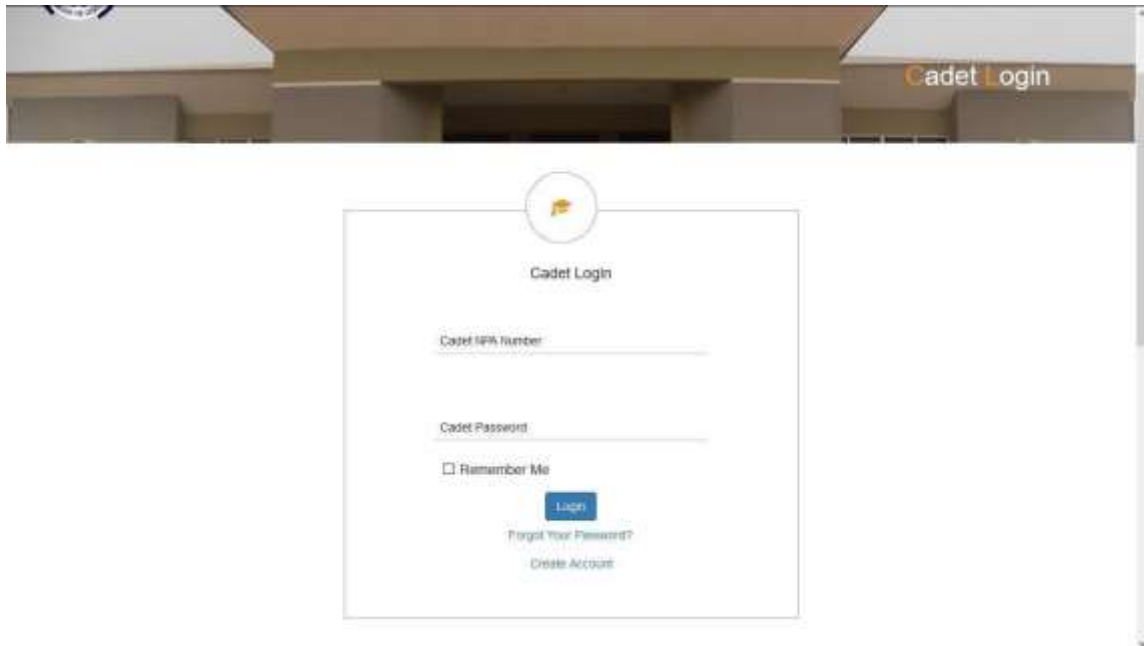 Cadet Login
Cadet Login
Cadet NPA Number
Cadet Password
Remember Me
Login
Forgot Your Password?
Create Account